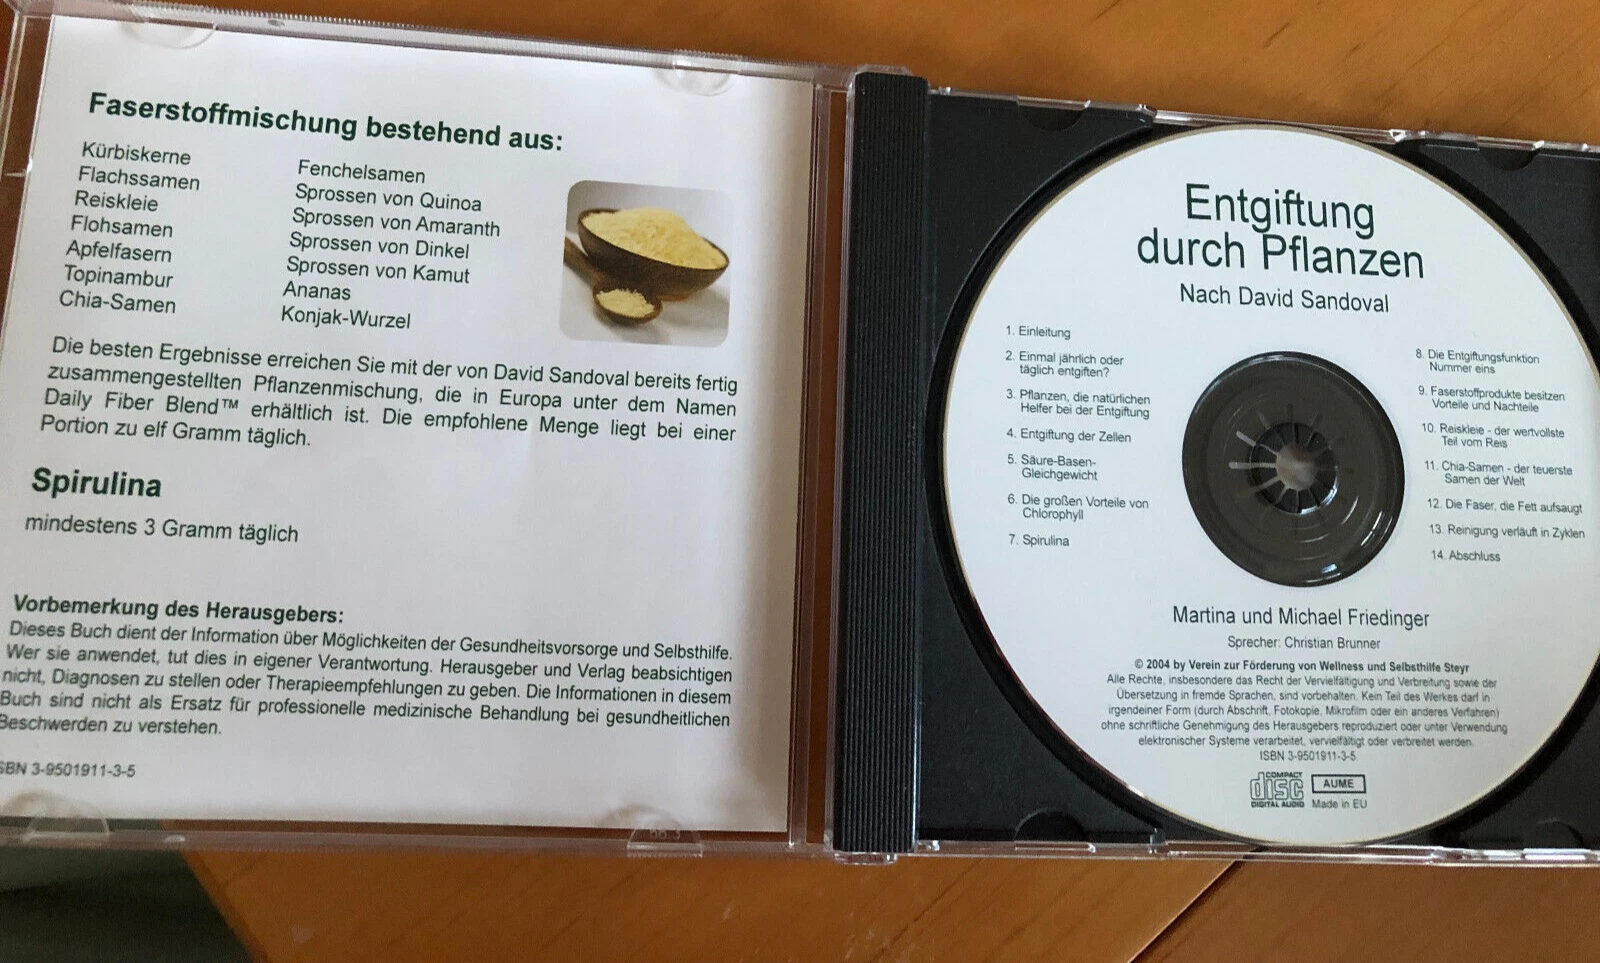 Faserstoffmischung bestehend aus:
Kürbiskerne
Flachssamen
Reiskleie
Flohsamen
Apfelfasern
Topinambur
Chia-Samen
Fenchelsamen
Sprossen von Quinoa
Sprossen von Amaranth
Sprossen von Dinkel
Sprossen von Kamut
Ananas
Konjak-Wurzel
Die besten Ergebnisse erreichen Sie mit der von David Sandoval bereits fertig
zusammengestellten Pflanzenmischung, die in Europa unter dem Namen
Daily Fiber Blend™ erhältlich ist. Die empfohlene Menge liegt bei einer
Portion zu elf Gramm täglich.
Spirulina
mindestens 3 Gramm täglich
Vorbemerkung des Herausgebers:
Dieses Buch dient der Information über Möglichkeiten der Gesundheitsvorsorge und Selbsthilfe.
Wer sie anwendet, tut dies in eigener Verantwortung. Herausgeber und Verlag beabsichtigen
nicht, Diagnosen zu stellen oder Therapieempfehlungen zu geben. Die Informationen in diesem
Buch sind nicht als Ersatz für professionelle medizinische Behandlung bei gesundheitlichen
Beschwerden zu verstehen.
SBN 3-9501911-3-5
Entgiftung
durch Pflanzen
Nach David Sandoval
1. Einleitung
2. Einmal jährlich oder
täglich entgiften?
3. Pflanzen, die natürlichen
Helfer bei der Entgiftung
4. Entgiftung der Zellen
5. Säure-Basen-
Gleichgewicht
6. Die großen Vorteile von
Chlorophyll
7. Spirulina
8. Die Entgiftungsfunktion
Nummer eins
9. Faserstoffprodukte besitzen
Vorteile und Nachteile
10. Reiskleie - der wertvollste
Teil vom Reis
11. Chia-Samen - der teuerste
Samen der Welt
12. Die Faser, die Fett aufsaugt
13. Reinigung verläuft in Zyklen
14. Abschluss
Martina und Michael Friedinger
Sprecher: Christian Brunner
© 2004 by Verein zur Förderung von Wellness und Selbsthilfe Steyr
Alle Rechte, insbesondere das Recht der Vervielfältigung und Verbreitung sowie der
Übersetzung in fremde Sprachen, sind vorbehalten. Kein Teil des Werkes darf in
irgendeiner Form (durch Abschrift, Fotokopie, Mikrofilm oder ein anderes Verfahren)
ohne schriftliche Genehmigung des Herausgebers reproduziert oder unter Verwendung
elektronischer Systeme verarbeitet, vervielfältigt oder verbreitet werden.
ISBN 3-9501911-3-5
COMPACT
disc
DIGITAL AUDIO
AUME
Made in EU